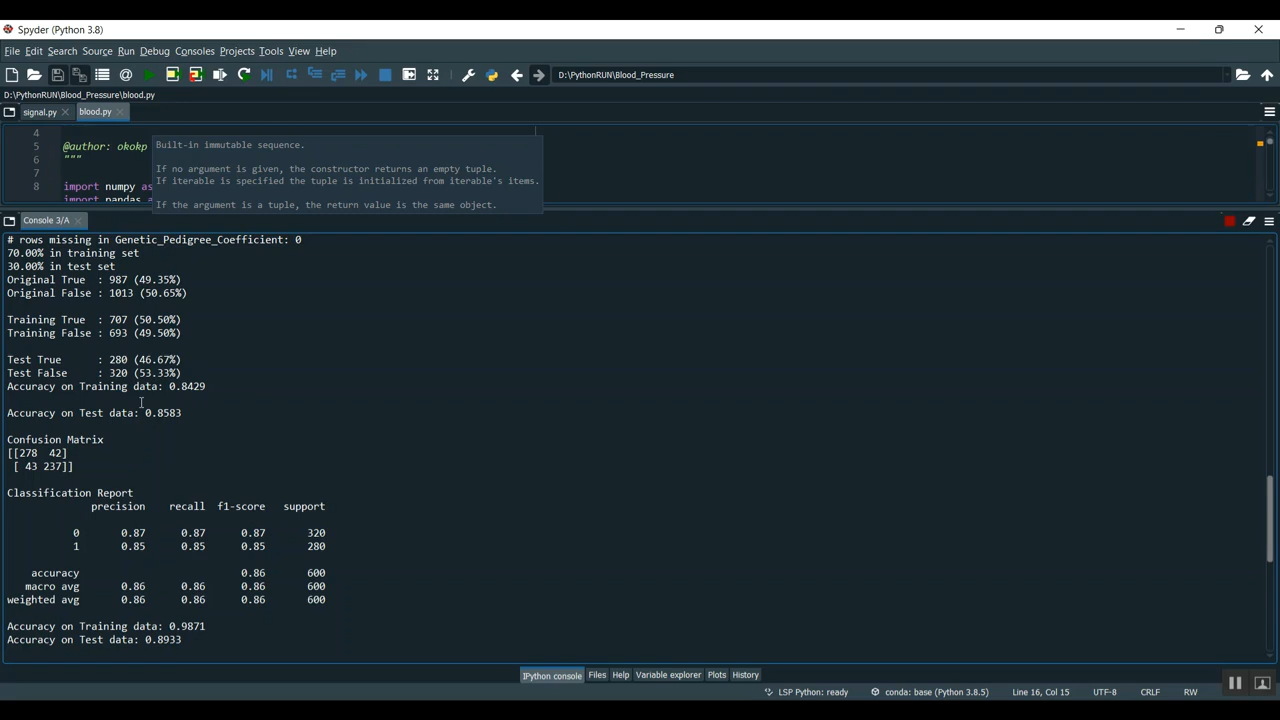 Spyder (Python 3.8)
File Edit Search Source Run Debug Consoles Projects Tools View Help
D:\PythonRUN\Blood_Pressure
D:\PythonRUN\Blood_Pressure\blood.py
signal.py blood.py
4
5 @author: okokp
6 """
7
8 import numpy as
import pandas
Built-in immutable sequence.
If no argument is given, the constructor returns an empty tuple.
If iterable is specified the tuple is initialized from iterable's items.
If the argument is a tuple, the return value is the same object.
Console 3/A
# rows missing in Genetic_Pedigree_Coefficient: 0
70.00% in training set
30.00% in test set
Original True : 987 (49.35%)
Original False : 1013 (50.65%)
Training True : 707 (50.50%)
Training False : 693 (49.50%)
Test True : 280 (46.67%)
Test False : 320 (53.33%)
Accuracy on Training data: 0.8429
Accuracy on Test data: 0.8583
Confusion Matrix
[[278 42]
[ 43 237]]
Classification Report
precision recall f1-score support
0 0.87 0.87 0.87 320
1 0.85 0.85 0.85 280
accuracy 0.86 600
macro avg 0.86 0.86 0.86 600
weighted avg 0.86 0.86 0.86 600
Accuracy on Training data: 0.9871
Accuracy on Test data: 0.8933
IPython console Files Help Variable explorer Plots History
LSP Python: ready conda: base (Python 3.8.5) Line 16, Col 15 UTF-8 CRLF RW